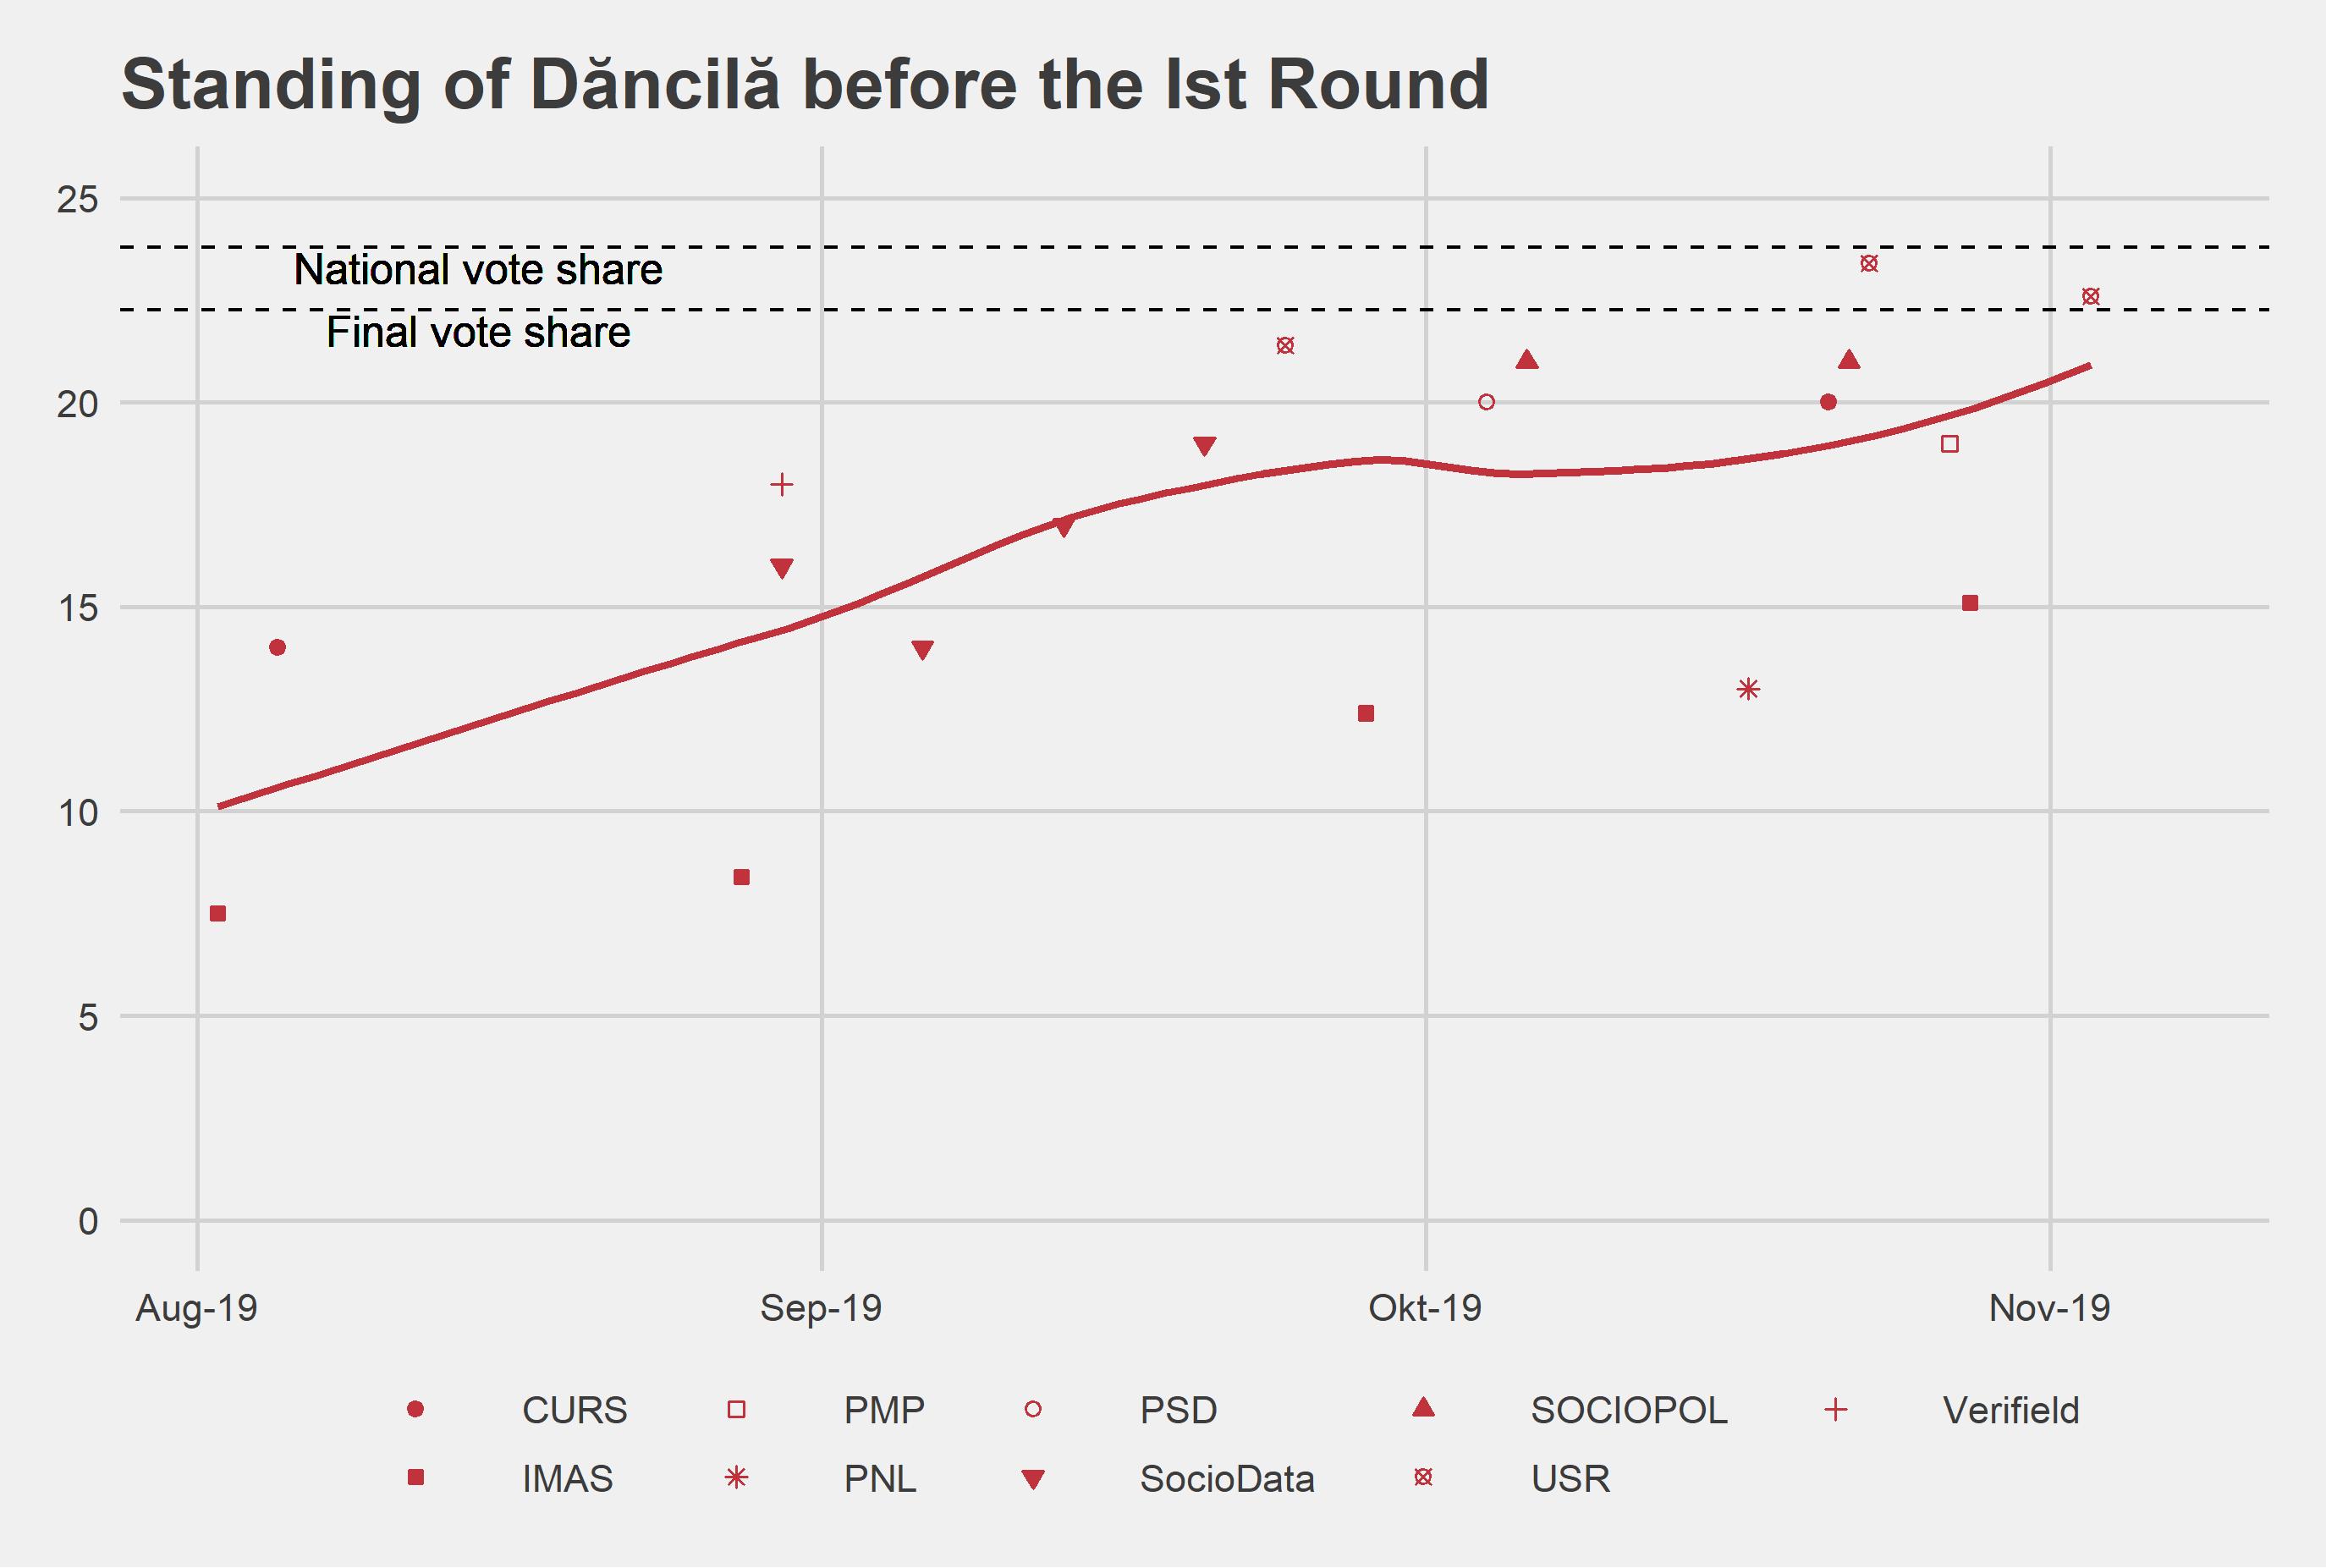 Standing of Dăncilă before the Ist Round
25
National vote share
Final vote share
20
15
10
5
0
Aug-19 Sep-19 Okt-19 Nov-19
CURS PMP PSD SOCIOPOL Verifield
IMAS PNL SocioData USR